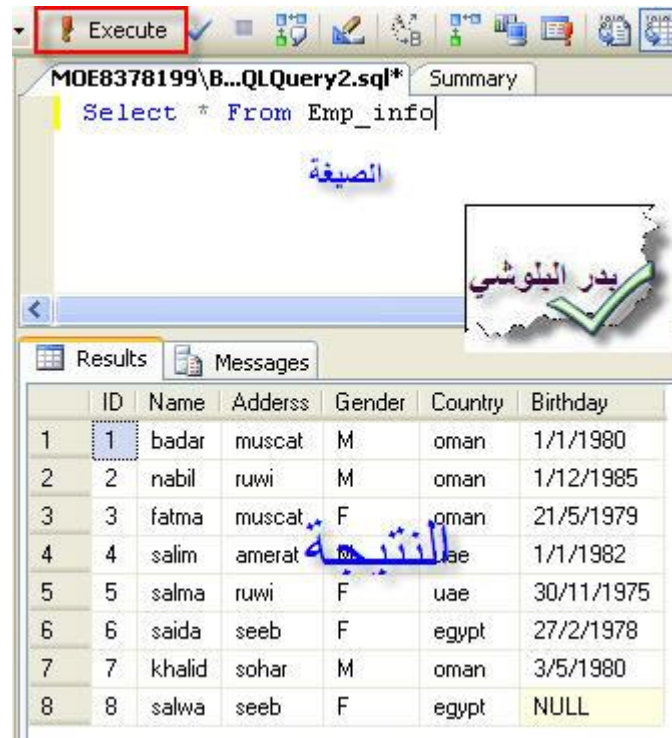 Execute
MOE8378199\B...QLQuery2.sql* Summary
Select * From Emp_info
الصيغة
بدر البلوشي
Results Messages
ID Name Adderss Gender Country Birthday
1 1 badar muscat M oman 1/1/1980
2 2 nabil ruwi M oman 1/12/1985
3 3 fatma muscat F oman 21/5/1979
4 4 salim amerat M uae 1/1/1982
النتيجة
5 5 salma ruwi F uae 30/11/1975
6 6 saida seeb F egypt 27/2/1978
7 7 khalid sohar M oman 3/5/1980
8 8 salwa seeb F egypt NULL